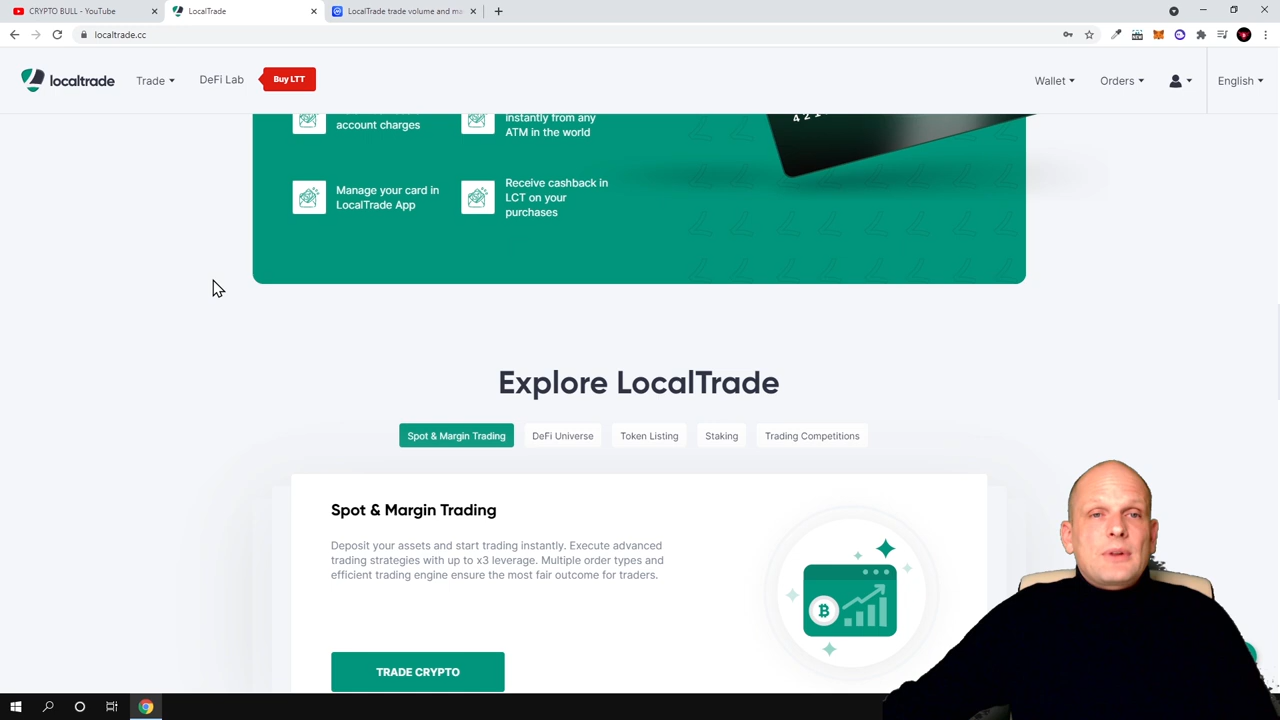 CRYPTO BULL - YouTube
LocalTrade
LocalTrade trade volume and ma
localtrade.cc
localtrade
Trade
DeFi Lab
Buy LTT
Wallet
Orders
English
account charges
instantly from any
ATM in the world
Manage your card in
LocalTrade App
Receive cashback in
LCT on your
purchases
Explore LocalTrade
Spot & Margin Trading
DeFi Universe
Token Listing
Staking
Trading Competitions
Spot & Margin Trading
Deposit your assets and start trading instantly. Execute advanced
trading strategies with up to x3 leverage. Multiple order types and
efficient trading engine ensure the most fair outcome for traders.
TRADE CRYPTO